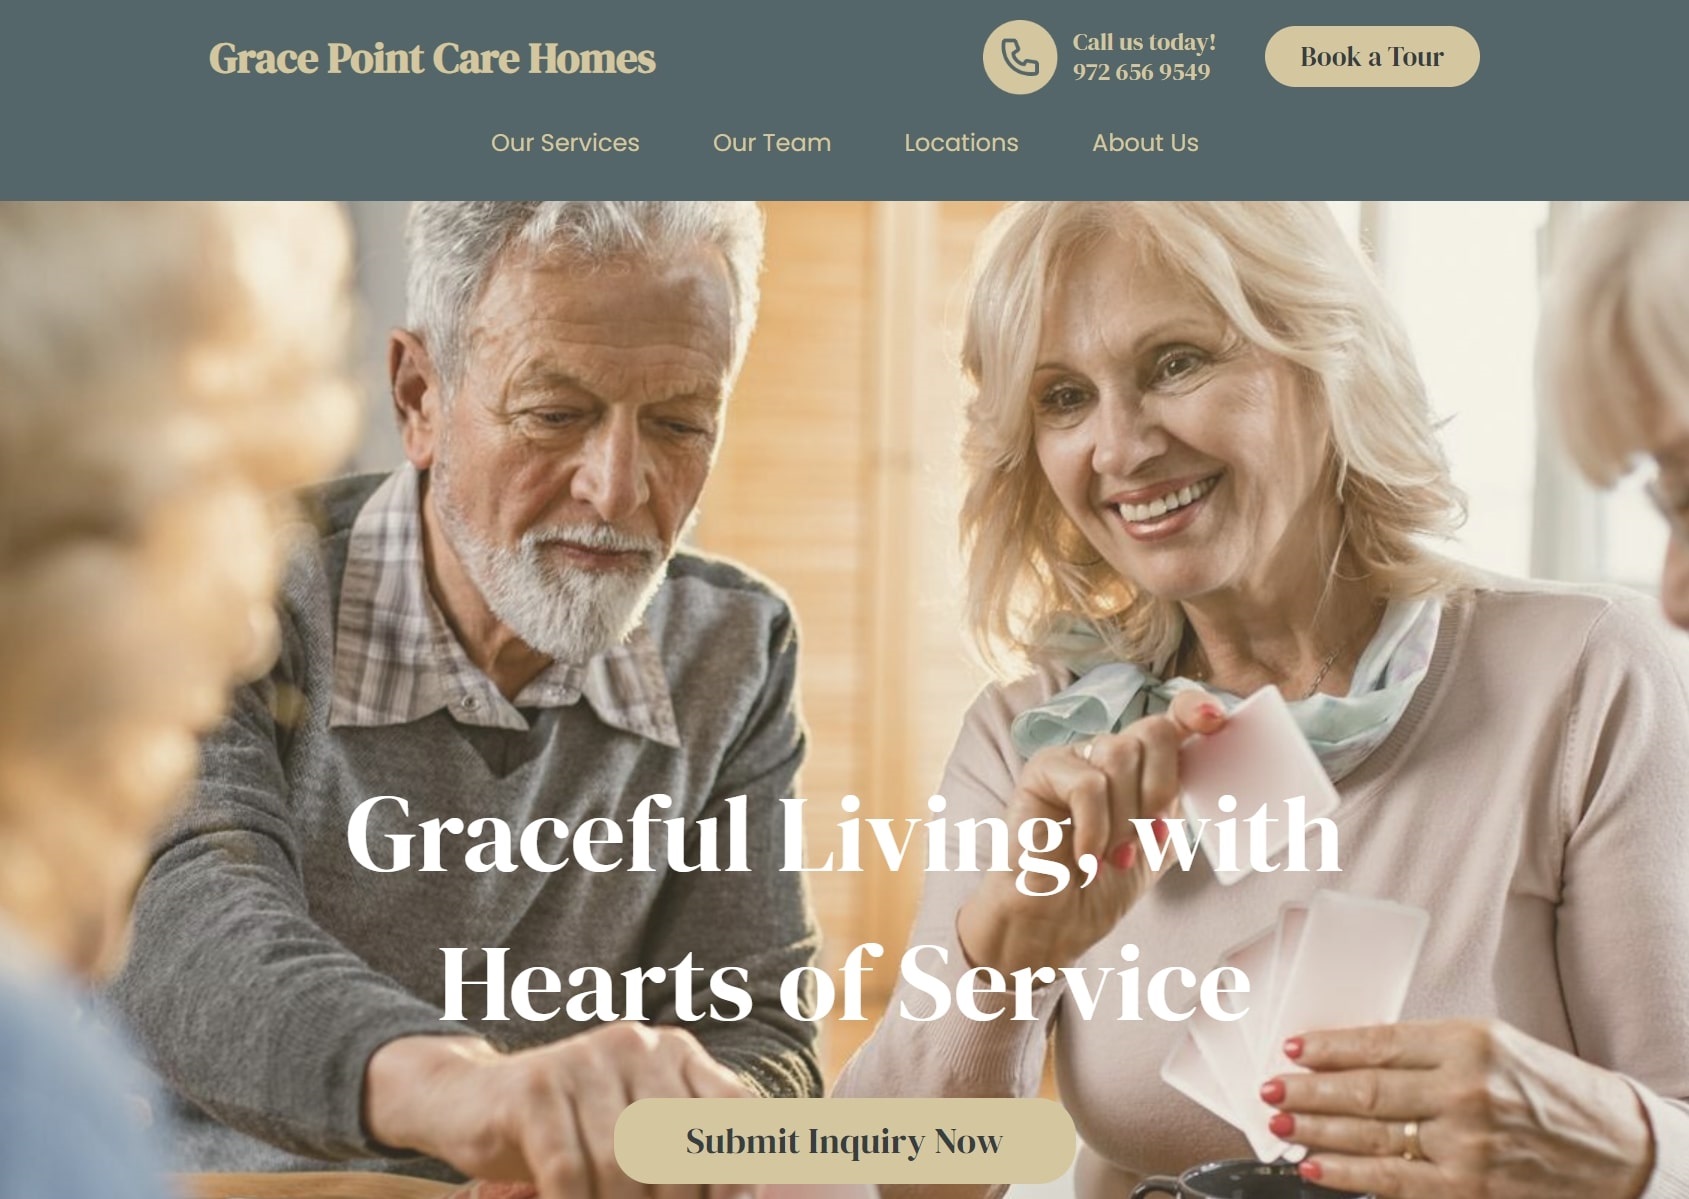 Grace Point Care Homes
Call us today!
972 656 9549
Book a Tour
Our Services
Our Team
Locations
About Us
Graceful Living, with
Hearts of Service
Submit Inquiry Now